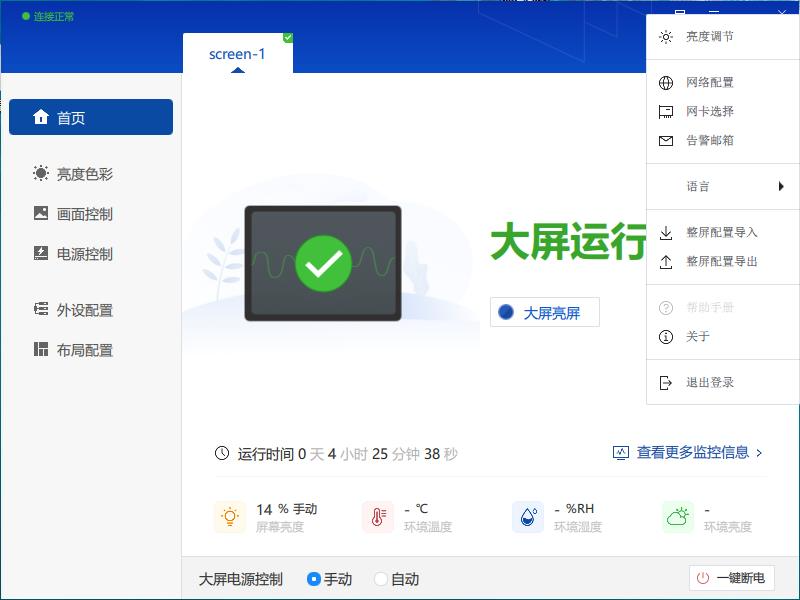 连接正常
screen-1
首页
亮度色彩
画面控制
电源控制
外设配置
布局配置
大屏运行
大屏亮屏
运行时间 0 天 4 小时 25 分钟 38 秒
查看更多监控信息
14 % 手动
屏幕亮度
- ℃
环境温度
- %RH
环境湿度
-
环境亮度
大屏电源控制
手动
自动
一键断电
亮度调节
网络配置
网卡选择
告警邮箱
语言
整屏配置导入
整屏配置导出
帮助手册
关于
退出登录